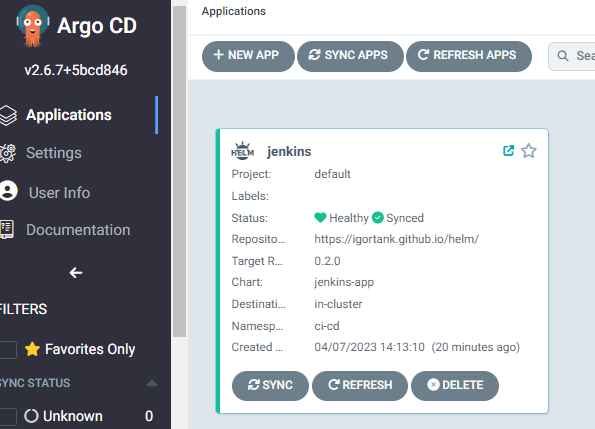 Argo CD
v2.6.7+5bcd846
Applications
Settings
User Info
Documentation
FILTERS
Favorites Only
SYNC STATUS
Unknown 0
Applications
+ NEW APP SYNC APPS REFRESH APPS Sea
HELM jenkins
Project: default
Labels:
Status: Healthy Synced
Reposito... https://igortank.github.io/helm/
Target R... 0.2.0
Chart: jenkins-app
Destinati... in-cluster
Namesp... ci-cd
Created ... 04/07/2023 14:13:10 (20 minutes ago)
SYNC REFRESH DELETE